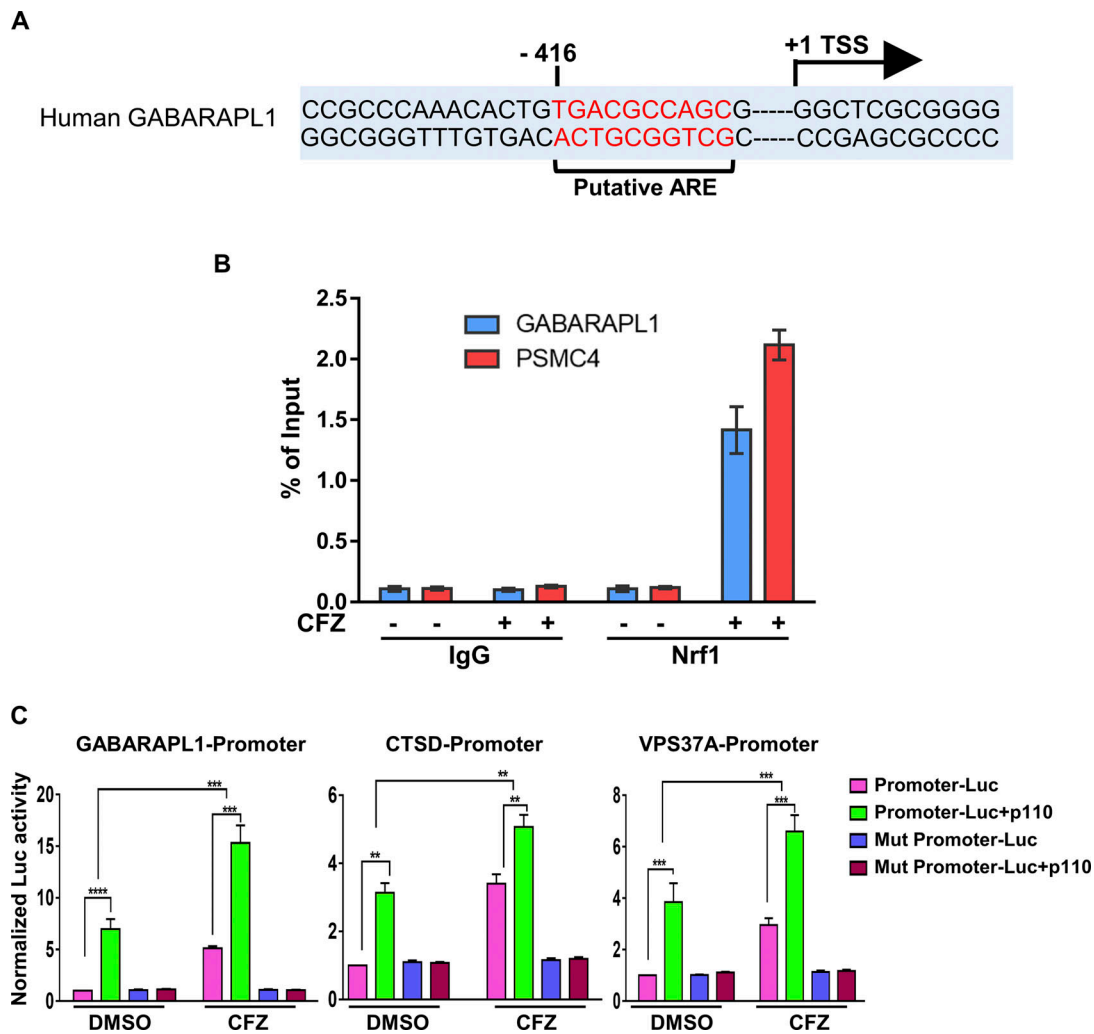 A
- 416
+1 TSS
Human GABARAPL1
CCGCCCAAACACTGTGACGCCAGCG-----GGCTCGCGGGG
GGCGGGTTTGTGACACTGCGGTCGC-----CCGAGCGCCCC
Putative ARE
B
% of Input
2.5
2.0
1.5
1.0
0.5
0.0
GABARAPL1
PSMC4
CFZ - - + + - - + +
IgG Nrf1
C
GABARAPL1-Promoter
Normalized Luc activity
20
15
10
5
0
****
***
***
DMSO CFZ
CTSD-Promoter
6
4
2
0
**
**
**
DMSO CFZ
VPS37A-Promoter
8
6
4
2
0
***
***
***
DMSO CFZ
Promoter-Luc
Promoter-Luc+p110
Mut Promoter-Luc
Mut Promoter-Luc+p110